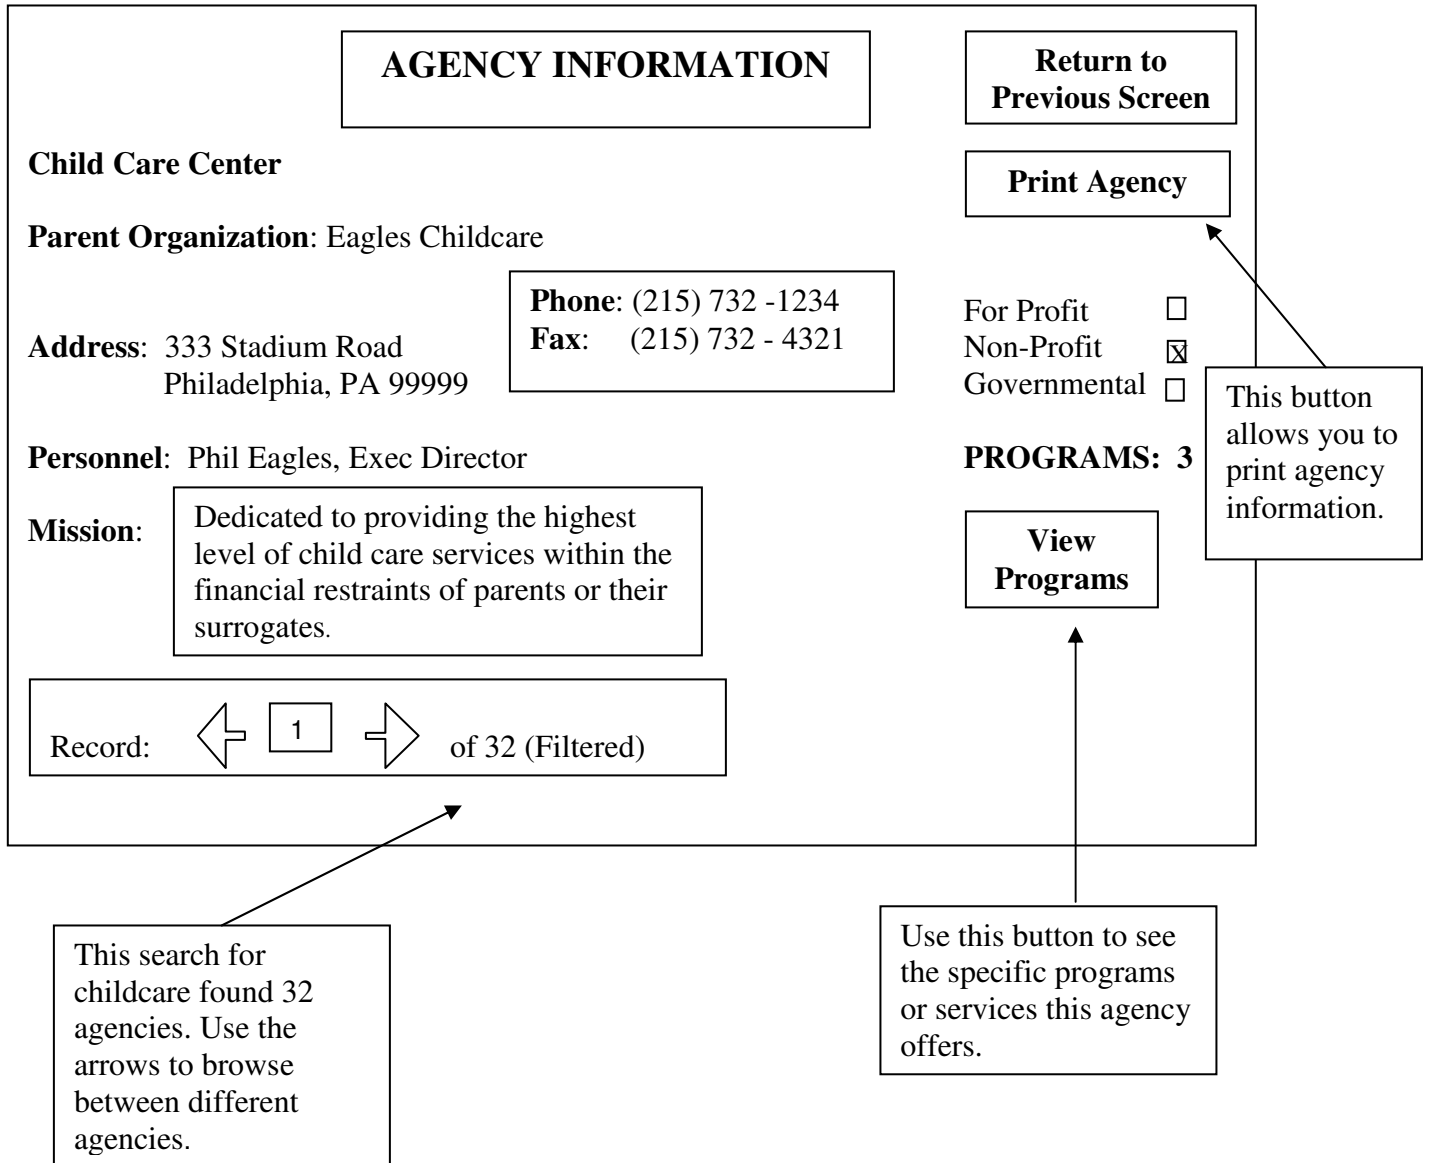 AGENCY INFORMATION
Return to
Previous Screen
Child Care Center
Print Agency
Parent Organization: Eagles Childcare
Phone: (215) 732 -1234
Fax: (215) 732 - 4321
Address: 333 Stadium Road
Philadelphia, PA 99999
For Profit
Non-Profit X
Governmental
This button
allows you to
print agency
information.
Personnel: Phil Eagles, Exec Director
PROGRAMS: 3
Mission:
Dedicated to providing the highest
level of child care services within the
financial restraints of parents or their
surrogates.
View
Programs
Record: 1 of 32 (Filtered)
This search for
childcare found 32
agencies. Use the
arrows to browse
between different
agencies.
Use this button to see
the specific programs
or services this agency
offers.